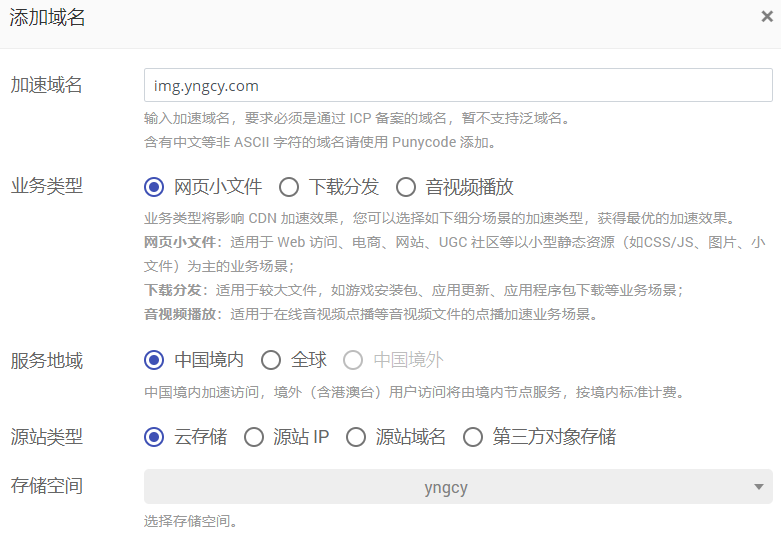 添加域名 ×
加速域名 img.yngcy.com
输入加速域名，要求必须是通过 ICP 备案的域名，暂不支持泛域名。
含有中文等非 ASCII 字符的域名请使用 Punycode 添加。
业务类型 网页小文件 下载分发 音视频播放
业务类型将影响 CDN 加速效果，您可以选择如下细分场景的加速类型，获得最优的加速效果。
网页小文件：适用于 Web 访问、电商、网站、UGC 社区等以小型静态资源（如CSS/JS、图片、小
文件）为主的业务场景；
下载分发：适用于较大文件，如游戏安装包、应用更新、应用程序包下载等业务场景；
音视频播放：适用于在线音视频点播等音视频文件的点播加速业务场景。
服务地域 中国境内 全球 中国境外
中国境内加速访问，境外（含港澳台）用户访问将由境内节点服务，按境内标准计费。
源站类型 云存储 源站 IP 源站域名 第三方对象存储
存储空间 yngcy
选择存储空间。